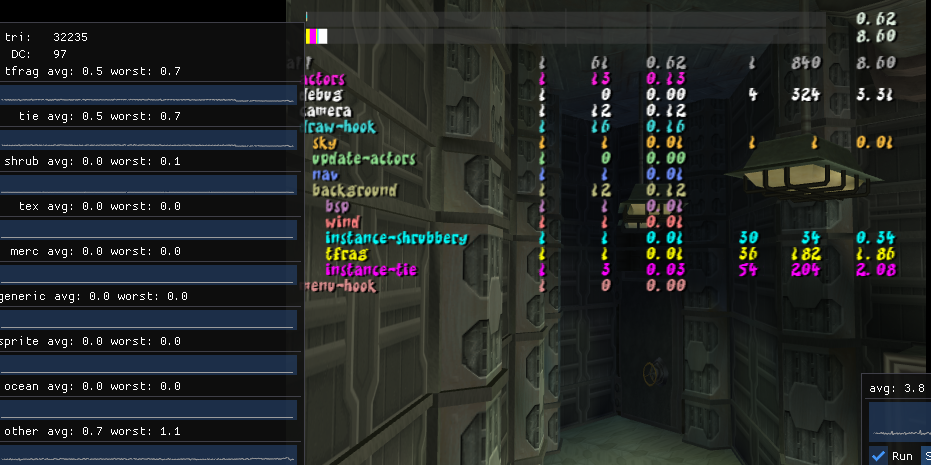 0.62
8.60
tri: 32235
DC: 97
1 61 0.62 1 840 8.60
tfrag avg: 0.5 worst: 0.7
actors 1 13 0.13
debug 1 0 0.00 4 324 3.31
camera 1 12 0.12
tie avg: 0.5 worst: 0.7
draw-hook 1 16 0.16
sky 1 1 0.01 1 1 0.01
update-actors 1 0 0.00
shrub avg: 0.0 worst: 0.1
nav 1 1 0.01
background 1 12 0.12
tex avg: 0.0 worst: 0.0
bsp 1 1 0.01
wind 1 1 0.01
instance-shrubbery 1 1 0.01 30 34 0.34
merc avg: 0.0 worst: 0.0
tfrag 1 1 0.01 36 182 1.86
instance-tie 1 3 0.03 54 204 2.08
menu-hook 1 0 0.00
generic avg: 0.0 worst: 0.0
sprite avg: 0.0 worst: 0.0
ocean avg: 0.0 worst: 0.0
avg: 3.8
other avg: 0.7 worst: 1.1
Run